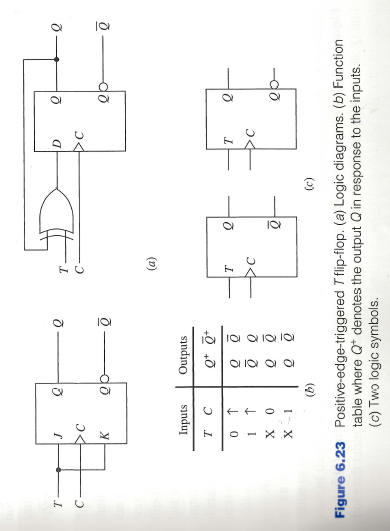 T J Q Q
C C
K Q Q̅
T D Q Q
C C
Q Q̅
(a)
Inputs Outputs
T C Q⁺ Q̅⁺
0 ↑ Q Q̅
1 ↑ Q̅ Q
X 0 Q Q̅
X 1 Q Q̅
(b)
T Q
C
Q̅
T Q
C
Q
(c)
Figure 6.23 Positive-edge-triggered T flip-flop. (a) Logic diagrams. (b) Function
table where Q⁺ denotes the output Q in response to the inputs.
(c) Two logic symbols.